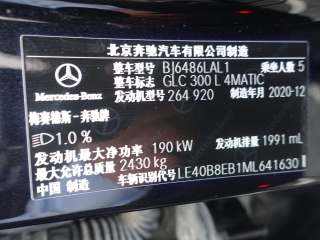 北京奔驰汽车有限公司制造
整车型号 BJ6486LAL1 乘坐人数 5
整车标志 GLC 300 L 4MATIC
发动机型号 264 920 制造年月 2020-12
Mercedes-Benz
梅赛德斯－奔驰牌
1.0 %
发动机最大净功率 190 kW 发动机排量 1991 mL
最大允许总质量 2430 kg
中国 制造 车辆识别代号 LE40B8EB1ML641630